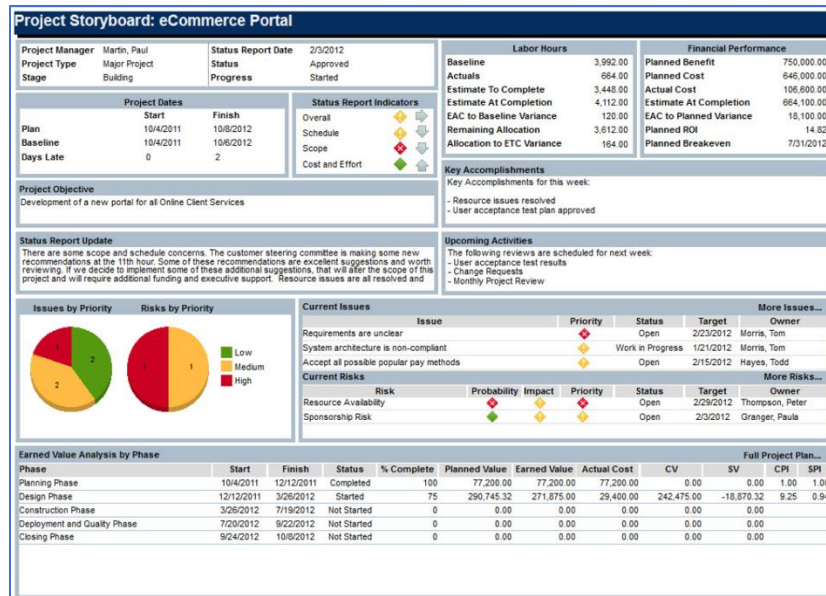 Project Storyboard: eCommerce Portal
Project Manager Martin, Paul Status Report Date 2/3/2012
Project Type Major Project Status Approved
Stage Building Progress Started
Project Dates
Start Finish
Plan 10/4/2011 10/8/2012
Baseline 10/4/2011 10/6/2012
Days Late 0 2
Status Report Indicators
Overall
Schedule
Scope
Cost and Effort
Labor Hours
Baseline 3,992.00
Actuals 664.00
Estimate To Complete 3,448.00
Estimate At Completion 4,112.00
EAC to Baseline Variance 120.00
Remaining Allocation 3,612.00
Allocation to ETC Variance 164.00
Financial Performance
Planned Benefit 750,000.00
Planned Cost 646,000.00
Actual Cost 106,600.00
Estimate At Completion 664,100.00
EAC to Planned Variance 18,100.00
Planned ROI 14.82
Planned Breakeven 7/31/2012
Project Objective
Development of a new portal for all Online Client Services
Key Accomplishments
Key Accomplishments for this week:
- Resource issues resolved
- User acceptance test plan approved
Status Report Update
There are some scope and schedule concerns. The customer steering committee is making some new
recommendations at the 11th hour. Some of these recommendations are excellent suggestions and worth
reviewing. If we decide to implement some of these additional suggestions, that will alter the scope of this
project and will require additional funding and executive support. Resource issues are all resolved and
Upcoming Activities
The following reviews are scheduled for next week:
- User acceptance test results
- Change Requests
- Monthly Project Review
Issues by Priority Risks by Priority
1
2
2
1
1
Low
Medium
High
Current Issues More Issues...
Issue Priority Status Target Owner
Requirements are unclear Open 2/23/2012 Morris, Tom
System architecture is non-compliant Work in Progress 1/21/2012 Morris, Tom
Accept all possible popular pay methods Open 2/15/2012 Hayes, Todd
Current Risks More Risks...
Risk Probability Impact Priority Status Target Owner
Resource Availability Open 2/29/2012 Thompson, Peter
Sponsorship Risk Open 2/3/2012 Granger, Paula
Earned Value Analysis by Phase Full Project Plan...
Phase Start Finish Status % Complete Planned Value Earned Value Actual Cost CV SV CPI SPI
Planning Phase 10/4/2011 12/12/2011 Completed 100 77,200.00 77,200.00 77,200.00 0.00 0.00 1.00 1.00
Design Phase 12/12/2011 3/26/2012 Started 75 290,745.32 271,875.00 29,400.00 242,475.00 -18,870.32 9.25 0.94
Construction Phase 3/26/2012 7/19/2012 Not Started 0 0.00 0.00 0.00 0.00 0.00
Deployment and Quality Phase 7/20/2012 9/22/2012 Not Started 0 0.00 0.00 0.00 0.00 0.00
Closing Phase 9/24/2012 10/8/2012 Not Started 0 0.00 0.00 0.00 0.00 0.00